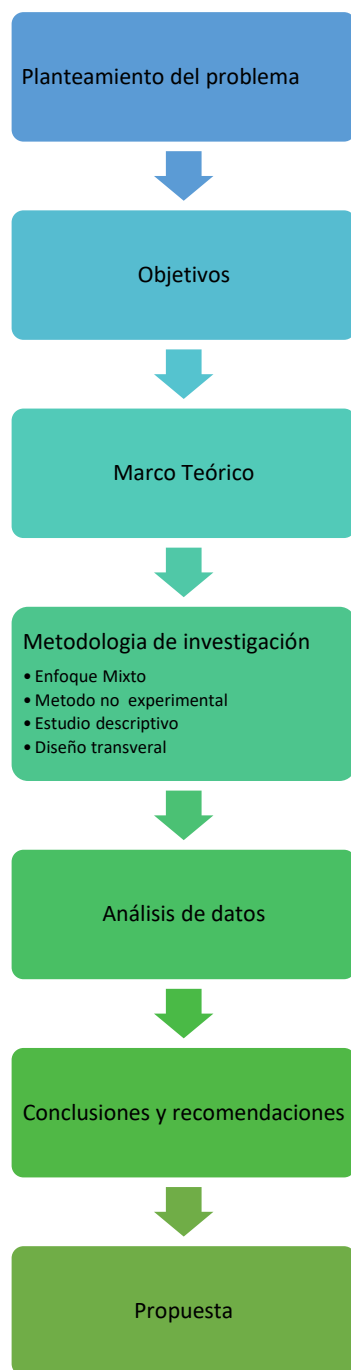 Planteamiento del problema
Objetivos
Marco Teórico
Metodologia de investigación
• Enfoque Mixto
• Metodo no experimental
• Estudio descriptivo
• Diseño transveral
Análisis de datos
Conclusiones y recomendaciones
Propuesta